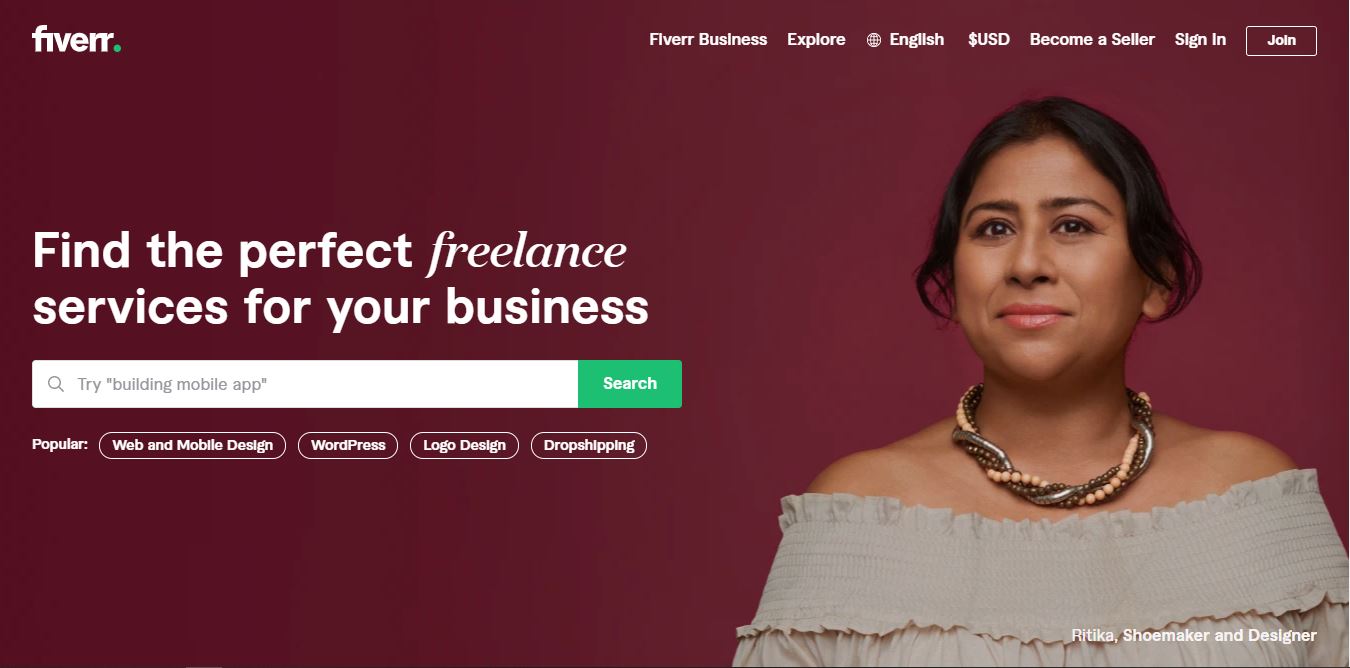 fiverr.
Fiverr Business Explore English $USD Become a Seller Sign In Join
Find the perfect freelance
services for your business
Try "building mobile app" Search
Popular: Web and Mobile Design WordPress Logo Design Dropshipping
Ritika, Shoemaker and Designer